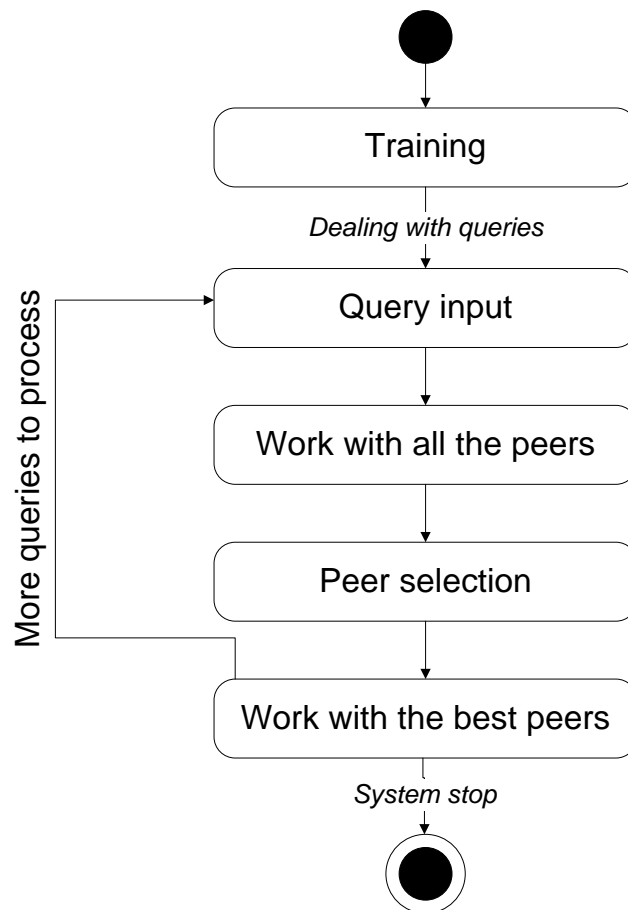 Training
Dealing with queries
Query input
More queries to process
Work with all the peers
Peer selection
Work with the best peers
System stop